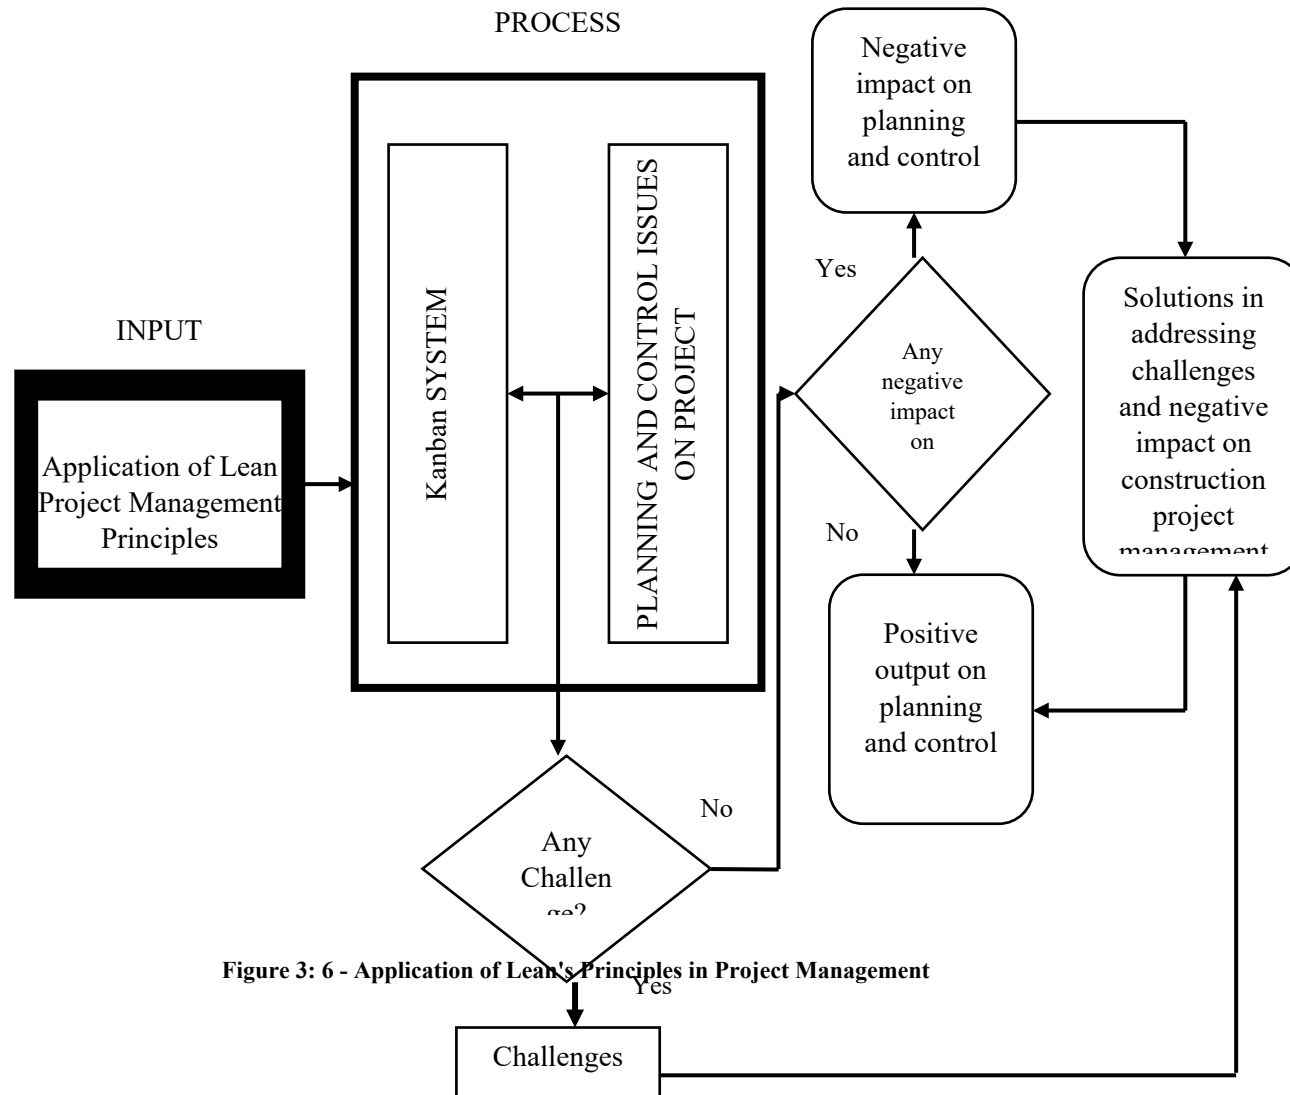 PROCESS
INPUT
Application of Lean
Project Management
Principles
Kanban SYSTEM
PLANNING AND CONTROL ISSUES
ON PROJECT
Negative
impact on
planning
and control
Yes
Any
negative
impact
on
No
Solutions in
addressing
challenges
and negative
impact on
construction
project
management
Positive
output on
planning
and control
No
Any
Challen
ge?
Figure 3: 6 - Application of Lean's Principles in Project Management
Yes
Challenges